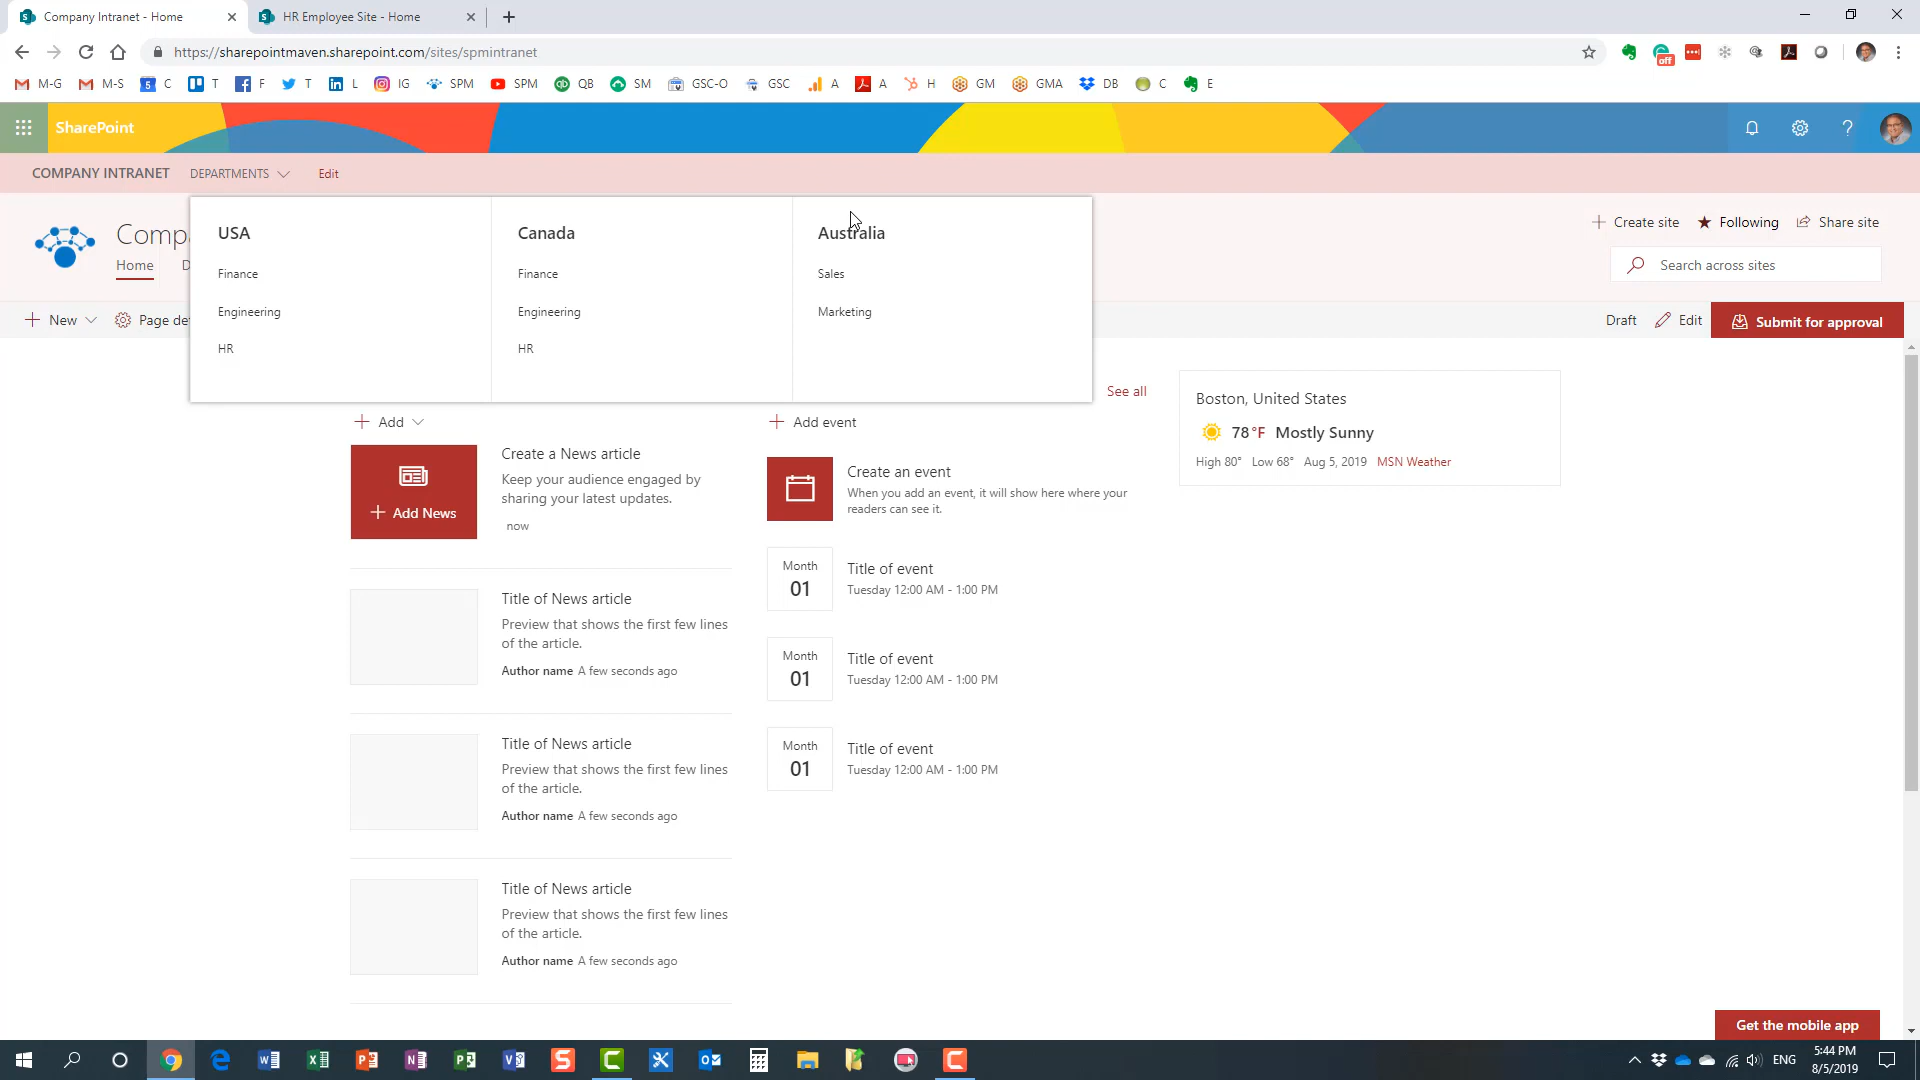 Company Intranet - Home
HR Employee Site - Home
https://sharepointmaven.sharepoint.com/sites/spmintranet
off
M-G
M-S
5
C
T
F
T
L
IG
SPM
SPM
QB
SM
GSC-O
GSC
A
A
H
GM
GMA
DB
C
E
SharePoint
COMPANY INTRANET
DEPARTMENTS
Edit
USA
Finance
Engineering
HR
Canada
Finance
Engineering
HR
Australia
Sales
Marketing
Comp
Home
D
Create site
Following
Share site
Search across sites
New
Page de
Draft
Edit
Submit for approval
See all
Add
Add News
Create a News article
Keep your audience engaged by
sharing your latest updates.
now
Title of News article
Preview that shows the first few lines
of the article.
Author name A few seconds ago
Title of News article
Preview that shows the first few lines
of the article.
Author name A few seconds ago
Title of News article
Preview that shows the first few lines
of the article.
Author name A few seconds ago
Add event
Create an event
When you add an event, it will show here where your
readers can see it.
Month
01
Title of event
Tuesday 12:00 AM - 1:00 PM
Month
01
Title of event
Tuesday 12:00 AM - 1:00 PM
Month
01
Title of event
Tuesday 12:00 AM - 1:00 PM
Boston, United States
78°F Mostly Sunny
High 80° Low 68° Aug 5, 2019 MSN Weather
Get the mobile app
ENG
5:44 PM
8/5/2019